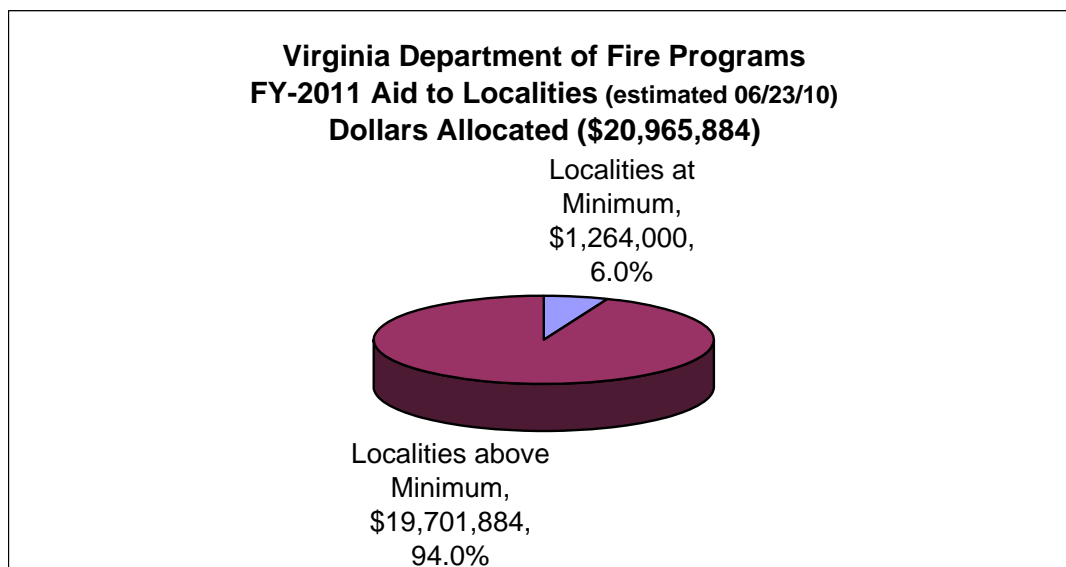 Virginia Department of Fire Programs
FY-2011 Aid to Localities (estimated 06/23/10)
Dollars Allocated ($20,965,884)
Localities at
Minimum,
$1,264,000,
6.0%
Localities above
Minimum,
$19,701,884,
94.0%